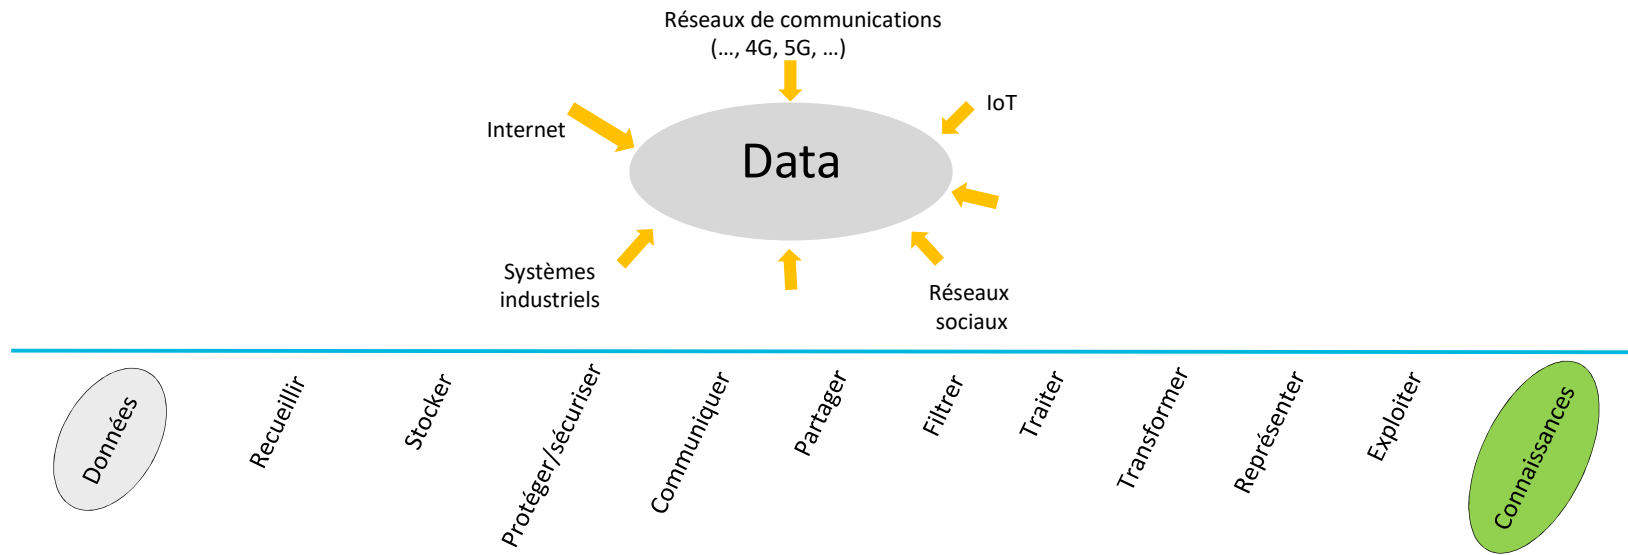 Réseaux de communications
(…, 4G, 5G, …)
IoT
Internet
Data
Systèmes
industriels
Réseaux
sociaux
Données
Recueillir
Stocker
Protéger/sécuriser
Communiquer
Partager
Filtrer
Traiter
Transformer
Représenter
Exploiter
Connaissances